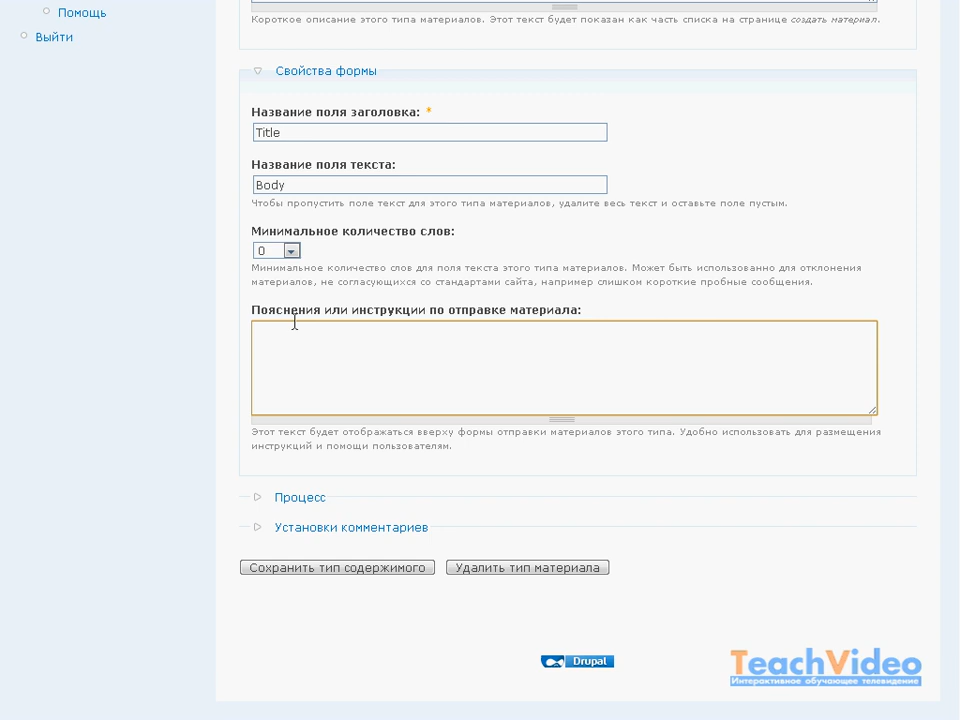 Помощь
Выйти
Короткое описание этого типа материалов. Этот текст будет показан как часть списка на странице создать материал.
Свойства формы
Название поля заголовка: *
Title
Название поля текста:
Body
Чтобы пропустить поле текст для этого типа материалов, удалите весь текст и оставьте поле пустым.
Минимальное количество слов:
0
Минимальное количество слов для поля текста этого типа материалов. Может быть использованно для отклонения
материалов, не согласующихся со стандартами сайта, например слишком короткие пробные сообщения.
Пояснения или инструкции по отправке материала:
Этот текст будет отображаться вверху формы отправки материалов этого типа. Удобно использовать для размещения
инструкций и помощи пользователям.
Процесс
Установки комментариев
Сохранить тип содержимого Удалить тип материала
Drupal
TeachVideo
Интерактивное обучающее телевидение